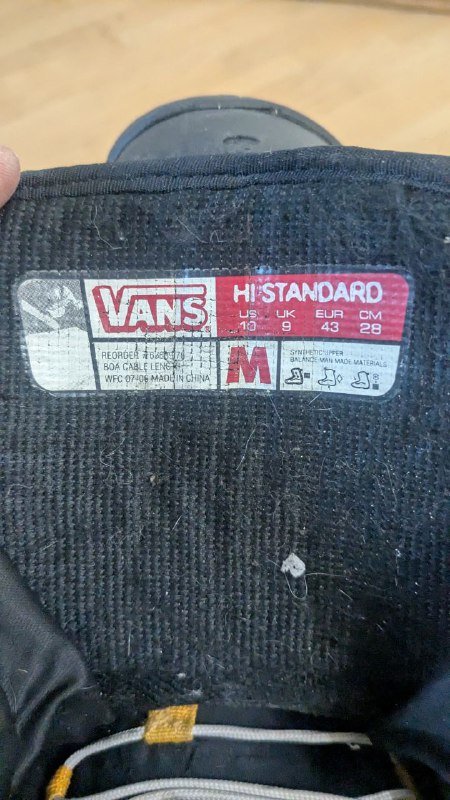 VANS
HI STANDARD
US UK EUR CM
10 9 43 28
REORDER
BOA CABLE LENGTH
WFC 07-06 MADE IN CHINA
M
SYNTHETIC UPPER
BALANCE MAN MADE MATERIALS